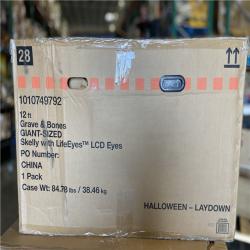 28
1010749792
12 ft
Grave & Bones
GIANT-SIZED
Skelly with LifeEyes™ LCD Eyes
PO Number:
CHINA
1 Pack
Case Wt: 84.78 lbs / 38.46 kg
HALLOWEEN – LAYDOWN